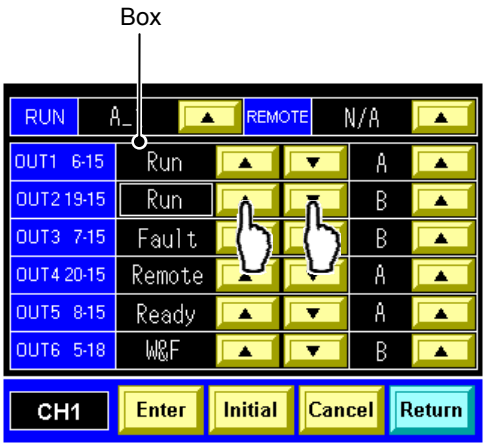 Box
RUN A_ REMOTE N/A
OUT1 6-15 Run A
OUT2 19-15 Run B
OUT3 7-15 Fault B
OUT4 20-15 Remote A
OUT5 8-15 Ready A
OUT6 5-18 W&F B
CH1 Enter Initial Cancel Return